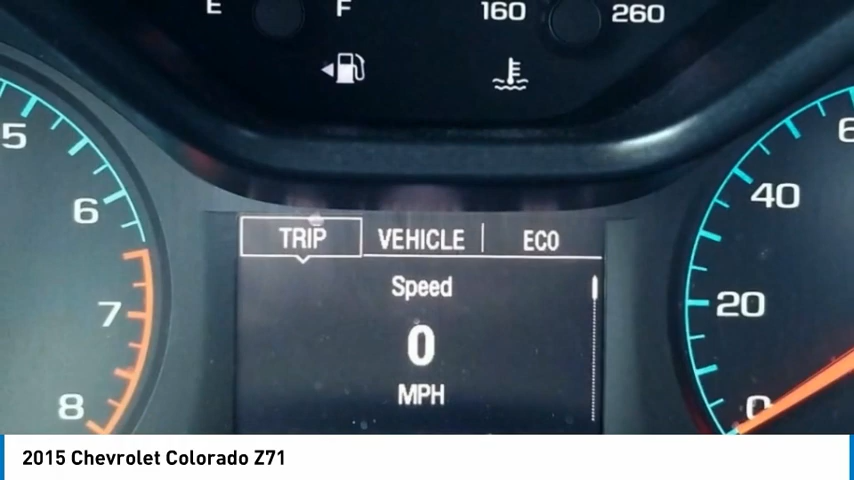 E F 160 260
5 6
6 40
TRIP VEHICLE ECO
Speed
7 20
0
MPH
8 0
2015 Chevrolet Colorado Z71